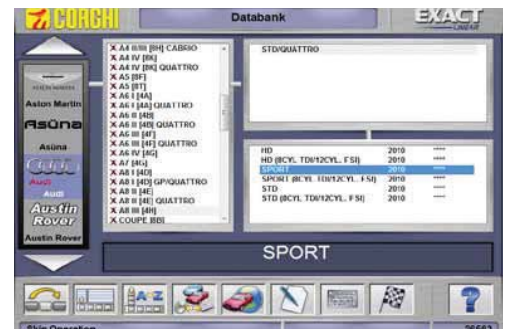 CORGHI
Databank
EXACT
LINEAR
ASTON MARTIN
Aston Martin
Asüna
Asüna
Audi
Audi
Austin
Rover
Austin Rover
X A4 II/III [8H] CABRIO
X A4 IV [8K]
X A4 IV [8K] QUATTRO
X A5 [8F]
X A5 [8T]
X A6 I [4A]
X A6 I [4A] QUATTRO
X A6 II [4B]
X A6 II [4B] QUATTRO
X A6 III [4F]
X A6 III [4F] QUATTRO
X A6 IV [4G]
X A7 [4G]
X A8 I [4D]
X A8 I [4D] GP/QUATTRO
X A8 II [4E]
X A8 II [4E] QUATTRO
X A8 III [4H]
X COUPE [8B]
STD/QUATTRO
HD 2010 ****
HD (8CYL. TDI/12CYL. FSI) 2010 ****
SPORT 2010 ****
SPORT (8CYL. TDI/12CYL. FSI) 2010 ****
STD 2010 ****
STD (8CYL. TDI/12CYL. FSI) 2010 ****
SPORT
A-Z
?
Skip Operation
26663